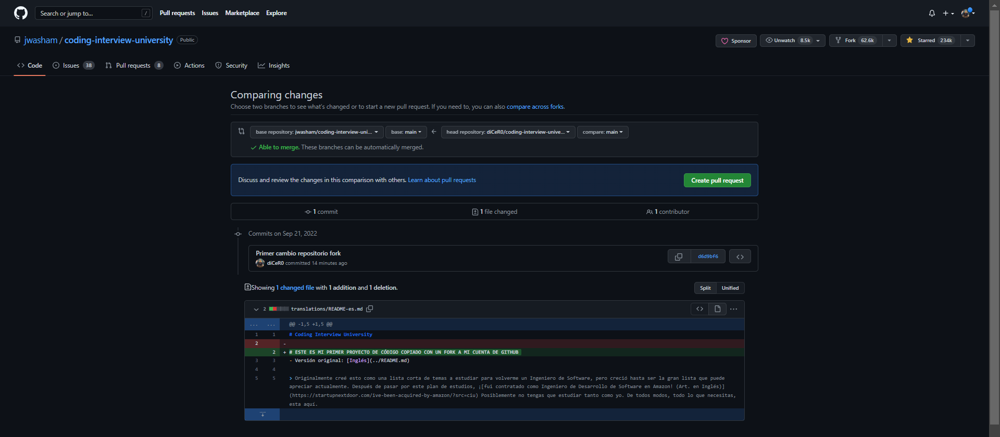 Search or jump to... /
Pull requests Issues Marketplace Explore
jwasham / coding-interview-university Public
Sponsor Unwatch 8.5k Fork 62.6k Starred 234k
Code Issues 38 Pull requests 8 Actions Security Insights
Comparing changes
Choose two branches to see what's changed or to start a new pull request. If you need to, you can also compare across forks.
base repository: jwasham/coding-interview-uni... base: main head repository: diCeR0/coding-interview-unive... compare: main
Able to merge. These branches can be automatically merged.
Discuss and review the changes in this comparison with others. Learn about pull requests Create pull request
1 commit 1 file changed 1 contributor
Commits on Sep 21, 2022
Primer cambio repositorio fork
diCeR0 committed 14 minutes ago
d6d9bf6
Showing 1 changed file with 1 addition and 1 deletion. Split Unified
2 translations/README-es.md
... ... @@ -1,5 +1,5 @@
1 1 # Coding Interview University
2 -
2 + # ESTE ES MI PRIMER PROYECTO DE CÓDIGO COPIADO CON UN FORK A MI CUENTA DE GITHUB
3 3 - Versión original: [Inglés](../README.md)
4 4
5 5 > Originalmente creé esto como una lista corta de temas a estudiar para volverme un Ingeniero de Software, pero creció hasta ser la gran lista que puede
apreciar actualmente. Después de pasar por este plan de estudios, ¡[fui contratado como Ingeniero de Desarrollo de Software en Amazon! (Art. en Inglés)]
(https://startupnextdoor.com/ive-been-acquired-by-amazon/?src=ciu) Posiblemente no tengas que estudiar tanto como yo. De todos modos, todo lo que necesitas,
esta aquí.